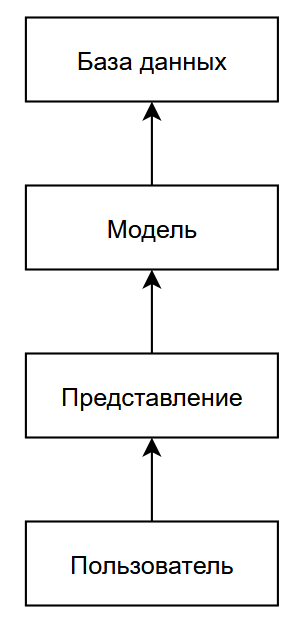 База данных
Модель
Представление
Пользователь